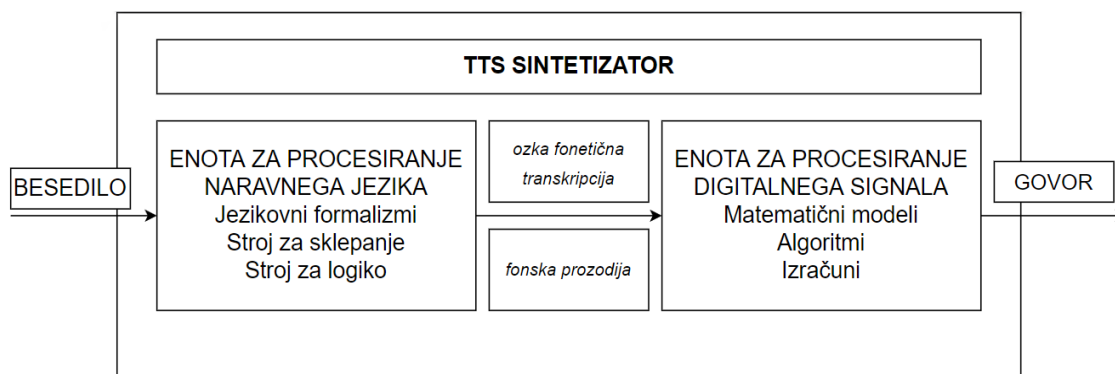 TTS SINTETIZATOR
BESEDILO
ENOTA ZA PROCESIRANJE
NARAVNEGA JEZIKA
Jezikovni formalizmi
Stroj za sklepanje
Stroj za logiko
ozka fonetična
transkripcija
fonska prozodija
ENOTA ZA PROCESIRANJE
DIGITALNEGA SIGNALA
Matematični modeli
Algoritmi
Izračuni
GOVOR